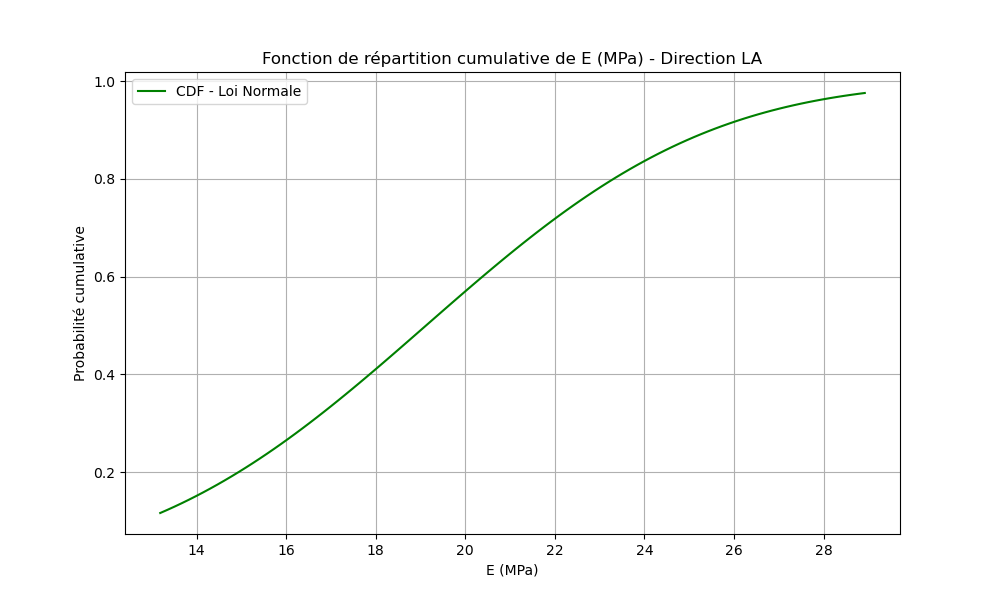 Fonction de répartition cumulative de E (MPa) - Direction LA
CDF - Loi Normale
Probabilité cumulative
1.0
0.8
0.6
0.4
0.2
14 16 18 20 22 24 26 28
E (MPa)